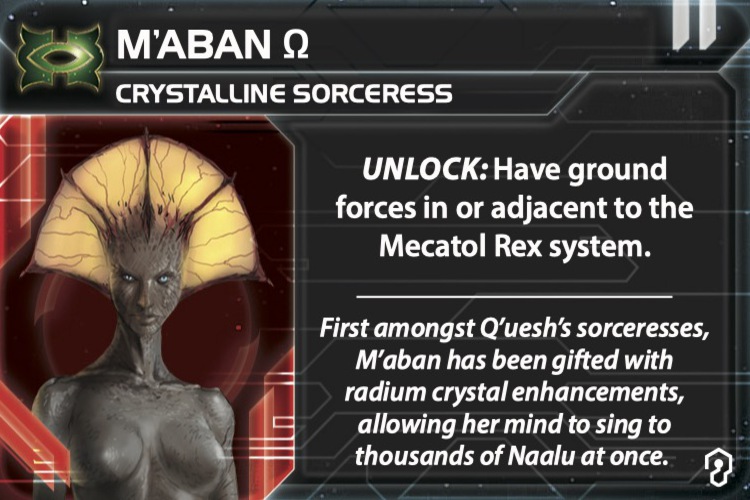 M'ABAN Ω
CRYSTALLINE SORCERESS
UNLOCK: Have ground
forces in or adjacent to the
Mecatol Rex system.
First amongst Q'uesh's sorceresses,
M'aban has been gifted with
radium crystal enhancements,
allowing her mind to sing to
thousands of Naalu at once.